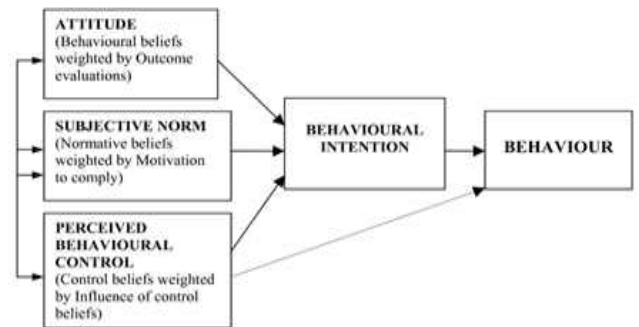 ATTITUDE
(Behavioural beliefs
weighted by Outcome
evaluations)
SUBJECTIVE NORM
(Normative beliefs
weighted by Motivation
to comply)
PERCEIVED
BEHAVIOURAL
CONTROL
(Control beliefs weighted
by Influence of control
beliefs)
BEHAVIOURAL
INTENTION
BEHAVIOUR